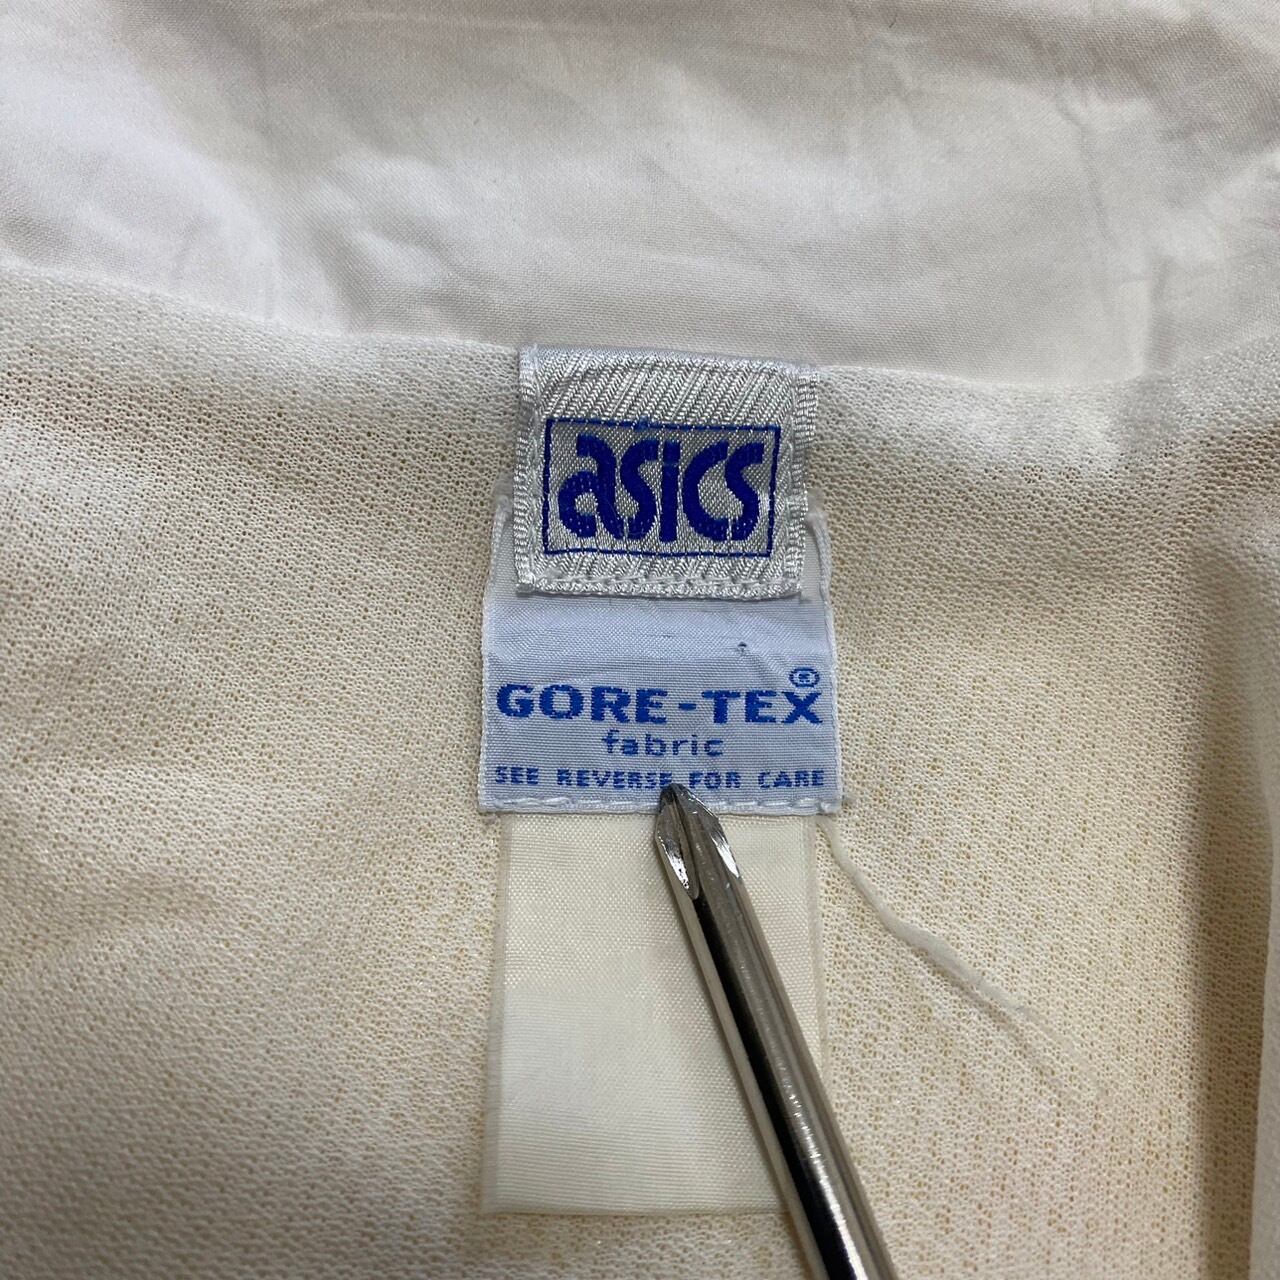 asics
GORE-TEX®
fabric
SEE REVERSE FOR CARE